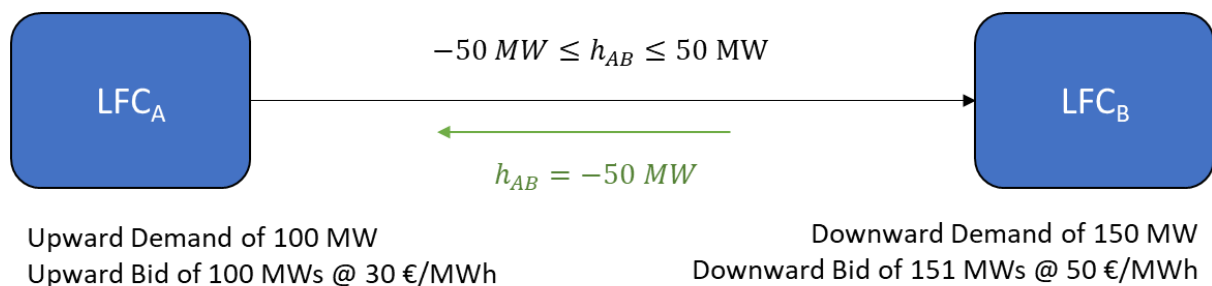 −50 MW ≤ h_AB ≤ 50 MW
LFC_A
LFC_B
h_AB = −50 MW
Upward Demand of 100 MW
Upward Bid of 100 MWs @ 30 €/MWh
Downward Demand of 150 MW
Downward Bid of 151 MWs @ 50 €/MWh